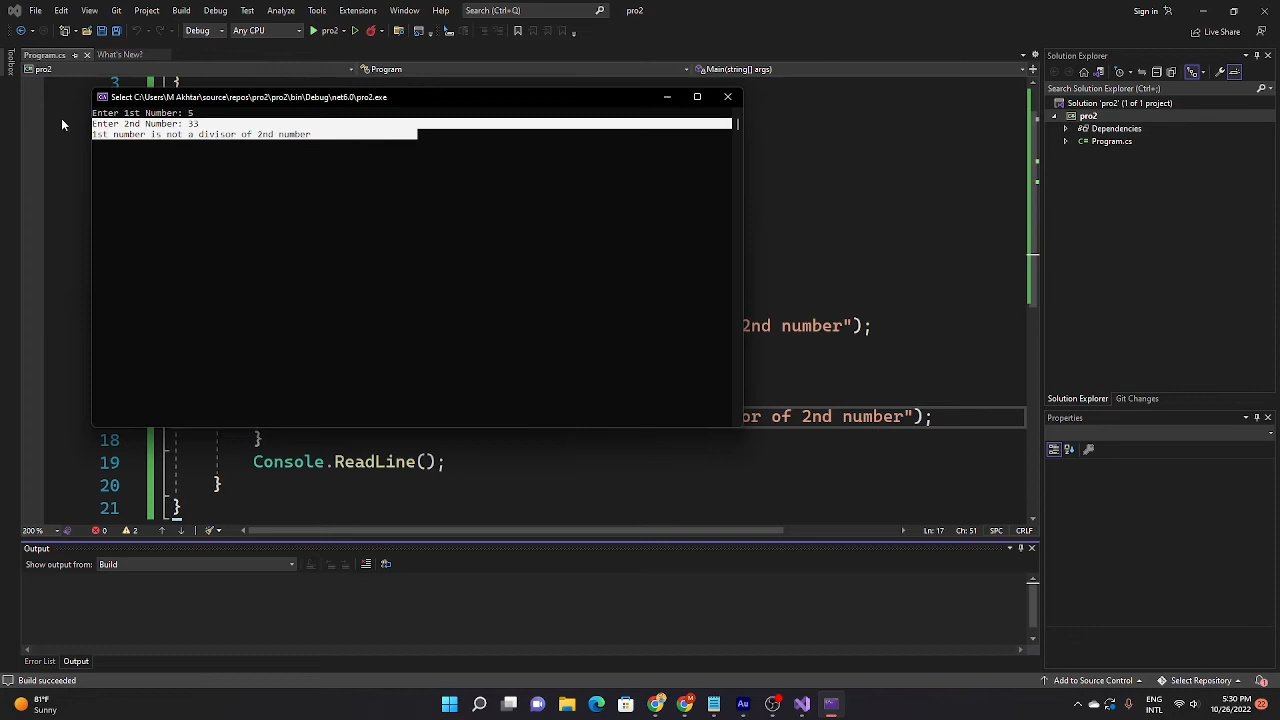 File Edit View Git Project Build Debug Test Analyze Tools Extensions Window Help Search (Ctrl+Q) pro2 Sign in
Debug Any CPU pro2 Live Share
Toolbox
Program.cs What's New? Solution Explorer
pro2 Program Main(string[] args)
3 }
Search Solution Explorer (Ctrl+;)
Select C:\Users\M Akhtar\source\repos\pro2\pro2\bin\Debug\net6.0\pro2.exe
Solution 'pro2' (1 of 1 project)
pro2
Dependencies
Program.cs
Enter 1st Number: 5
Enter 2nd Number: 33
1st number is not a divisor of 2nd number
2nd number");
or of 2nd number");
18 }
19 Console.ReadLine();
20 }
21 }
Solution Explorer Git Changes
Properties
200 % 0 2 Ln: 17 Ch: 51 SPC CRLF
Output
Show output from: Build
Error List Output
Build succeeded Add to Source Control Select Repository 1
81°F
Sunny
ENG
INTL
5:30 PM
10/26/2022
2